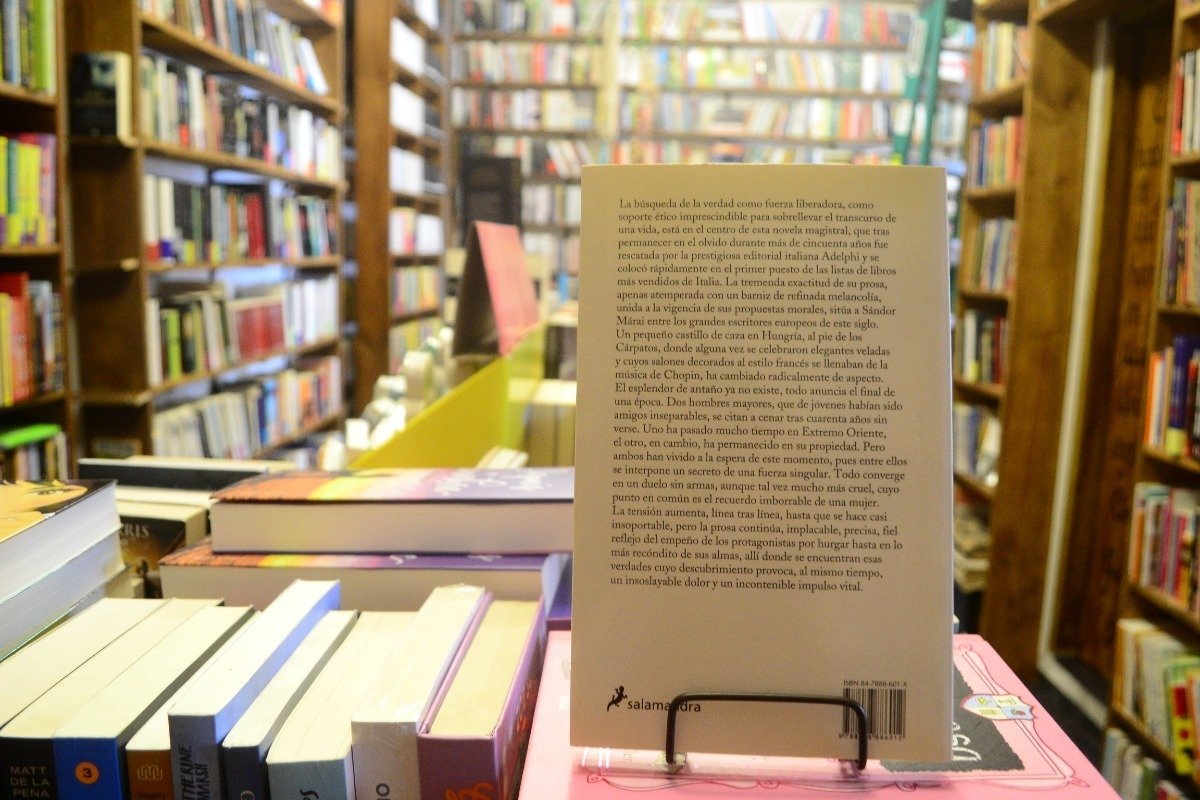 La búsqueda de la verdad como fuerza liberadora, como
soporte ético imprescindible para sobrellevar el transcurso de
una vida, está en el centro de esta novela magistral, que tras
permanecer en el olvido durante más de cincuenta años fue
rescatada por la prestigiosa editorial italiana Adelphi y se
colocó rápidamente en el primer puesto de las listas de libros
más vendidos de Italia. La tremenda exactitud de su prosa,
apenas atemperada con un barniz de refinada melancolía,
unida a la vigencia de sus propuestas morales, sitúa a Sándor
Márai entre los grandes escritores europeos de este siglo.
Un pequeño castillo de caza en Hungría, al pie de los
Cárpatos, donde alguna vez se celebraron elegantes veladas
y cuyos salones decorados al estilo francés se llenaban de la
música de Chopin, ha cambiado radicalmente de aspecto.
El esplendor de antaño ya no existe, todo anuncia el final de
una época. Dos hombres mayores, que de jóvenes habían sido
amigos inseparables, se citan a cenar tras cuarenta años sin
verse. Uno ha pasado mucho tiempo en Extremo Oriente,
el otro, en cambio, ha permanecido en su propiedad. Pero
ambos han vivido a la espera de este momento, pues entre ellos
se interpone un secreto de una fuerza singular. Todo converge
en un duelo sin armas, aunque tal vez mucho más cruel, cuyo
punto en común es el recuerdo imborrable de una mujer.
La tensión aumenta, línea tras línea, hasta que se hace casi
insoportable, pero la prosa continúa, implacable, precisa, fiel
reflejo del empeño de los protagonistas por hurgar hasta en lo
más recóndito de sus almas, allí donde se encuentran esas
verdades cuyo descubrimiento provoca, al mismo tiempo,
un insoslayable dolor y un incontenible impulso vital.
ISBN 84-7888-601-X
salamandra
MATT
DE LA
PEÑA
3